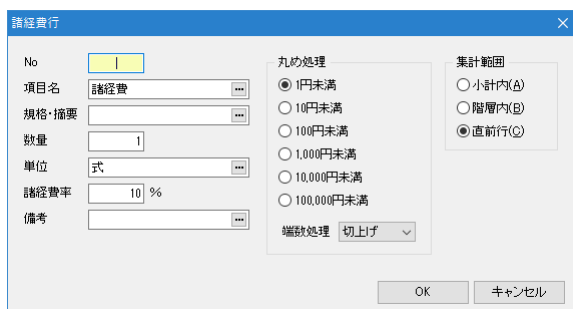 諸経費行
No
項目名 諸経費
規格・摘要
数量 1
単位 式
諸経費率 10 %
備考
丸め処理
1円未満
10円未満
100円未満
1,000円未満
10,000円未満
100,000円未満
端数処理 切上げ
集計範囲
小計内(A)
階層内(B)
直前行(C)
OK キャンセル